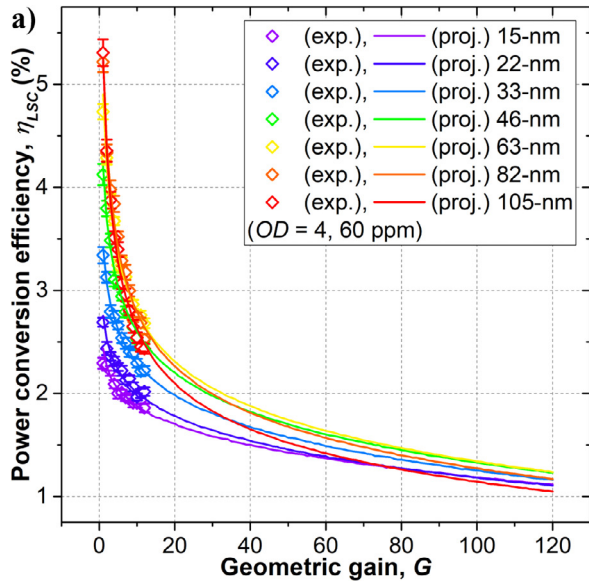 a)
Power conversion efficiency, η_LSC (%)
5
4
3
2
1
(exp.), (proj.) 15-nm
(exp.), (proj.) 22-nm
(exp.), (proj.) 33-nm
(exp.), (proj.) 46-nm
(exp.), (proj.) 63-nm
(exp.), (proj.) 82-nm
(exp.), (proj.) 105-nm
(OD = 4, 60 ppm)
0 20 40 60 80 100 120
Geometric gain, G